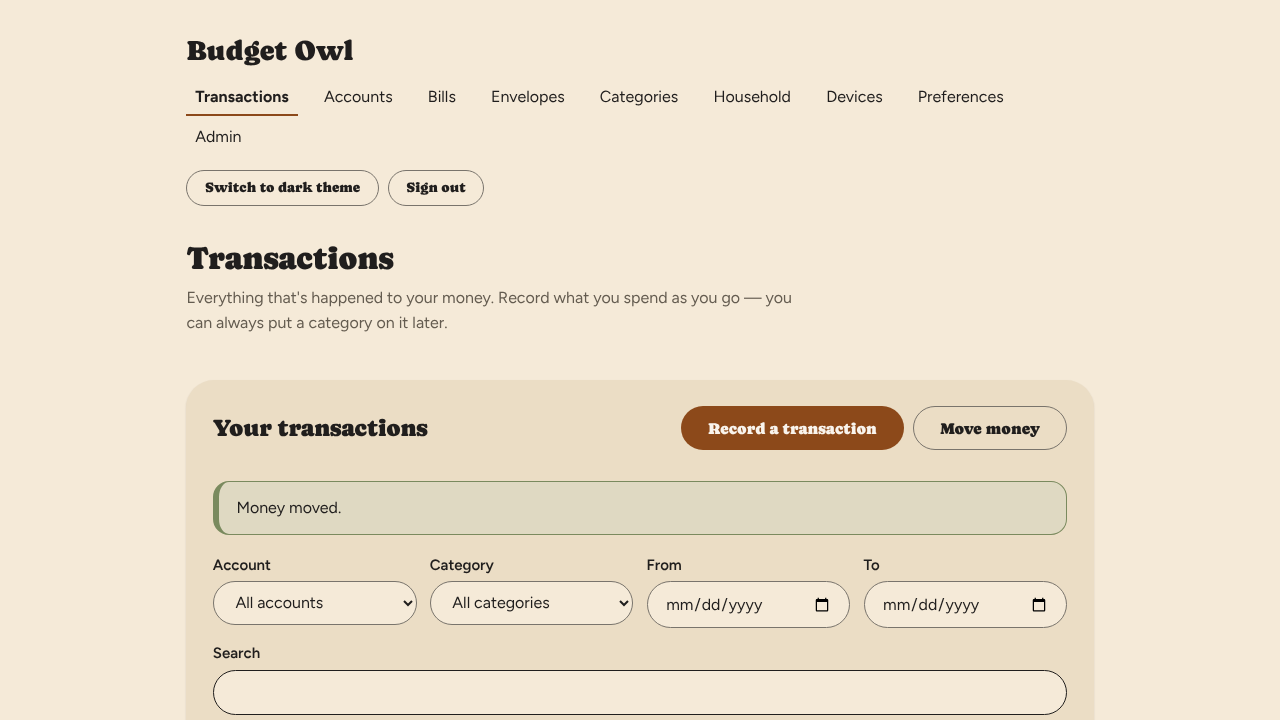 Budget Owl
Transactions Accounts Bills Envelopes Categories Household Devices Preferences
Admin
Switch to dark theme Sign out
Transactions
Everything that's happened to your money. Record what you spend as you go — you
can always put a category on it later.
Your transactions Record a transaction Move money
Money moved.
Account Category From To
All accounts All categories mm/dd/yyyy mm/dd/yyyy
Search